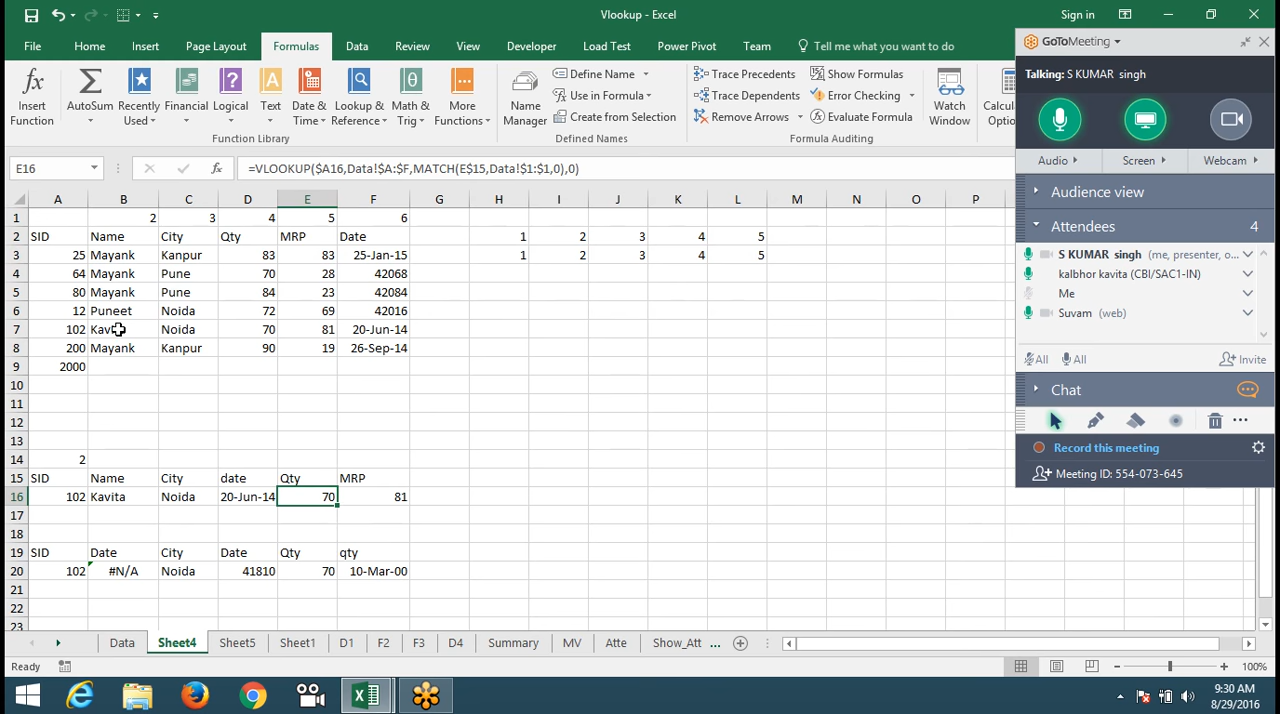 Vlookup - Excel
Sign in
File Home Insert Page Layout Formulas Data Review View Developer Load Test Power Pivot Team Tell me what you want to do
Insert Function
AutoSum
Recently Used
Financial
Logical
Text
Date & Time
Lookup & Reference
Math & Trig
More Functions
Function Library
Name Manager
Define Name
Use in Formula
Create from Selection
Defined Names
Trace Precedents
Trace Dependents
Remove Arrows
Show Formulas
Error Checking
Evaluate Formula
Formula Auditing
Watch Window
E16 fx =VLOOKUP($A16,Data!$A:$F,MATCH(E$15,Data!$1:$1,0),0)
A B C D E F G H I J K L M N O P
1 2 3 4 5 6
2 SID Name City Qty MRP Date 1 2 3 4 5
3 25 Mayank Kanpur 83 83 25-Jan-15 1 2 3 4 5
4 64 Mayank Pune 70 28 42068
5 80 Mayank Pune 84 23 42084
6 12 Puneet Noida 72 69 42016
7 102 Noida 70 81 20-Jun-14
8 200 Mayank Kanpur 90 19 26-Sep-14
9 2000
10
11
12
13
14 2
15 SID Name City date Qty MRP
16 102 Kavita Noida 20-Jun-14 70 81
17
18
19 SID Date City Date Qty qty
20 102 #N/A Noida 41810 70 10-Mar-00
21
22
23
Data Sheet4 Sheet5 Sheet1 D1 F2 F3 D4 Summary MV Atte Show_Att ...
Ready
100%
GoToMeeting
Talking: S KUMAR singh
Audio Screen Webcam
Audience view
Attendees 4
S KUMAR singh (me, presenter, o...
kalbhor kavita (CBI/SAC1-IN)
Me
Suvam (web)
All All Invite
Chat
Record this meeting
Meeting ID: 554-073-645
9:30 AM
8/29/2016